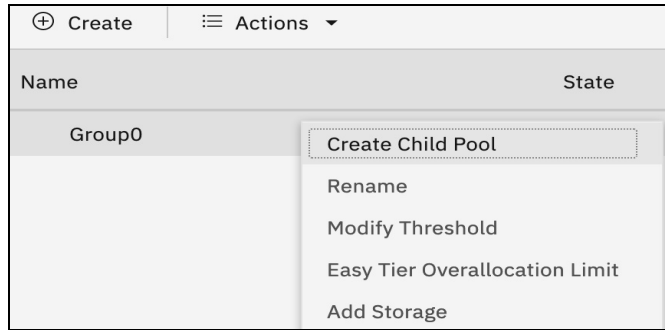 Create Actions
Name State
Group0 Create Child Pool
Rename
Modify Threshold
Easy Tier Overallocation Limit
Add Storage